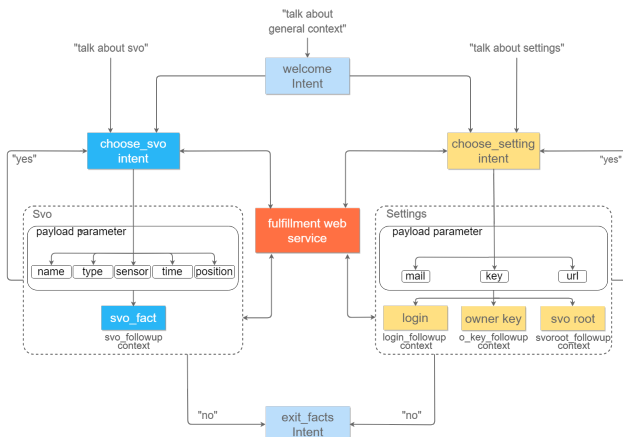 "talk about
general context"
"talk about svo"
"talk about settings"
welcome
Intent
choose_svo
intent
choose_setting
intent
"yes"
"yes"
fulfillment web
service
Svo
payload parameter
name
type
sensor
time
position
svo_fact
svo_followup
context
Settings
payload parameter
mail
key
url
login
owner key
svo root
login_followup
context
o_key_followup
context
svoroot_followup
context
"no"
"no"
exit_facts
Intent